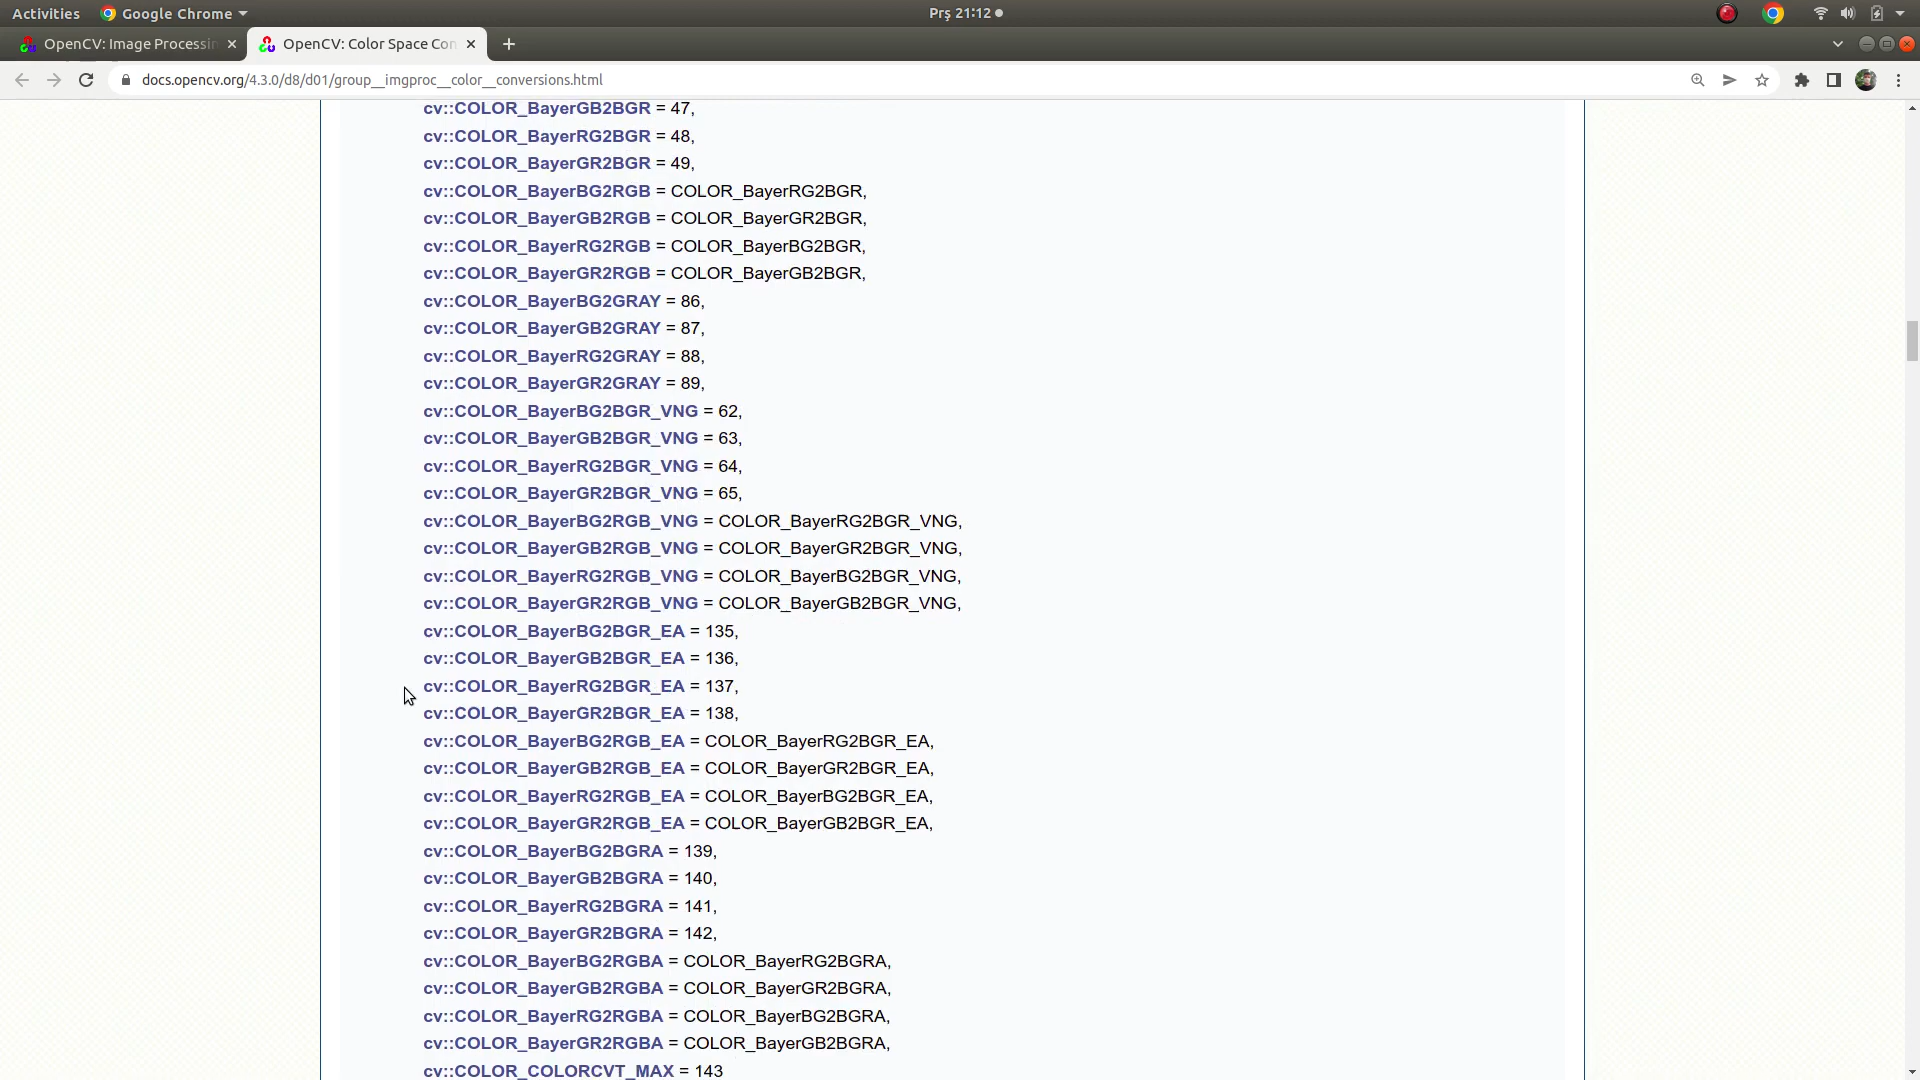 Activities
Google Chrome
Prş 21:12
OpenCV: Image Processin
OpenCV: Color Space Con
docs.opencv.org/4.3.0/d8/d01/group__imgproc__color__conversions.html
cv::COLOR_BayerGB2BGR = 47,
cv::COLOR_BayerRG2BGR = 48,
cv::COLOR_BayerGR2BGR = 49,
cv::COLOR_BayerBG2RGB = COLOR_BayerRG2BGR,
cv::COLOR_BayerGB2RGB = COLOR_BayerGR2BGR,
cv::COLOR_BayerRG2RGB = COLOR_BayerBG2BGR,
cv::COLOR_BayerGR2RGB = COLOR_BayerGB2BGR,
cv::COLOR_BayerBG2GRAY = 86,
cv::COLOR_BayerGB2GRAY = 87,
cv::COLOR_BayerRG2GRAY = 88,
cv::COLOR_BayerGR2GRAY = 89,
cv::COLOR_BayerBG2BGR_VNG = 62,
cv::COLOR_BayerGB2BGR_VNG = 63,
cv::COLOR_BayerRG2BGR_VNG = 64,
cv::COLOR_BayerGR2BGR_VNG = 65,
cv::COLOR_BayerBG2RGB_VNG = COLOR_BayerRG2BGR_VNG,
cv::COLOR_BayerGB2RGB_VNG = COLOR_BayerGR2BGR_VNG,
cv::COLOR_BayerRG2RGB_VNG = COLOR_BayerBG2BGR_VNG,
cv::COLOR_BayerGR2RGB_VNG = COLOR_BayerGB2BGR_VNG,
cv::COLOR_BayerBG2BGR_EA = 135,
cv::COLOR_BayerGB2BGR_EA = 136,
cv::COLOR_BayerRG2BGR_EA = 137,
cv::COLOR_BayerGR2BGR_EA = 138,
cv::COLOR_BayerBG2RGB_EA = COLOR_BayerRG2BGR_EA,
cv::COLOR_BayerGB2RGB_EA = COLOR_BayerGR2BGR_EA,
cv::COLOR_BayerRG2RGB_EA = COLOR_BayerBG2BGR_EA,
cv::COLOR_BayerGR2RGB_EA = COLOR_BayerGB2BGR_EA,
cv::COLOR_BayerBG2BGRA = 139,
cv::COLOR_BayerGB2BGRA = 140,
cv::COLOR_BayerRG2BGRA = 141,
cv::COLOR_BayerGR2BGRA = 142,
cv::COLOR_BayerBG2RGBA = COLOR_BayerRG2BGRA,
cv::COLOR_BayerGB2RGBA = COLOR_BayerGR2BGRA,
cv::COLOR_BayerRG2RGBA = COLOR_BayerBG2BGRA,
cv::COLOR_BayerGR2RGBA = COLOR_BayerGB2BGRA,
cv::COLOR_COLORCVT_MAX = 143